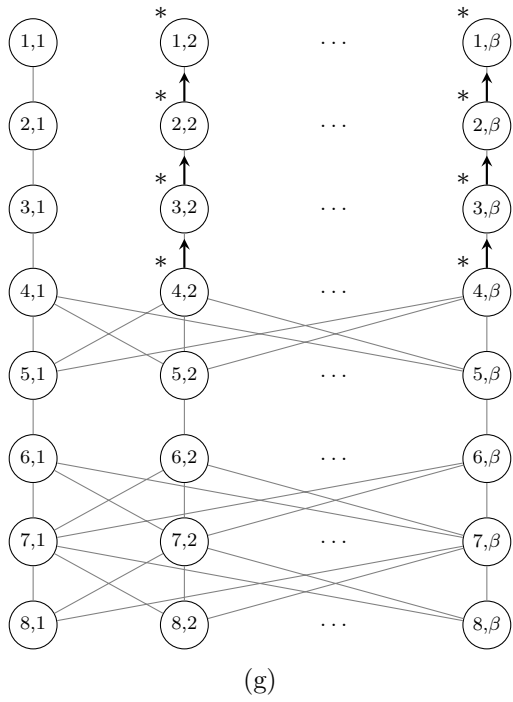 * *
1,1 1,2 ··· 1,β
* *
2,1 2,2 ··· 2,β
* *
3,1 3,2 ··· 3,β
* *
4,1 4,2 ··· 4,β
5,1 5,2 ··· 5,β
6,1 6,2 ··· 6,β
7,1 7,2 ··· 7,β
8,1 8,2 ··· 8,β
(g)